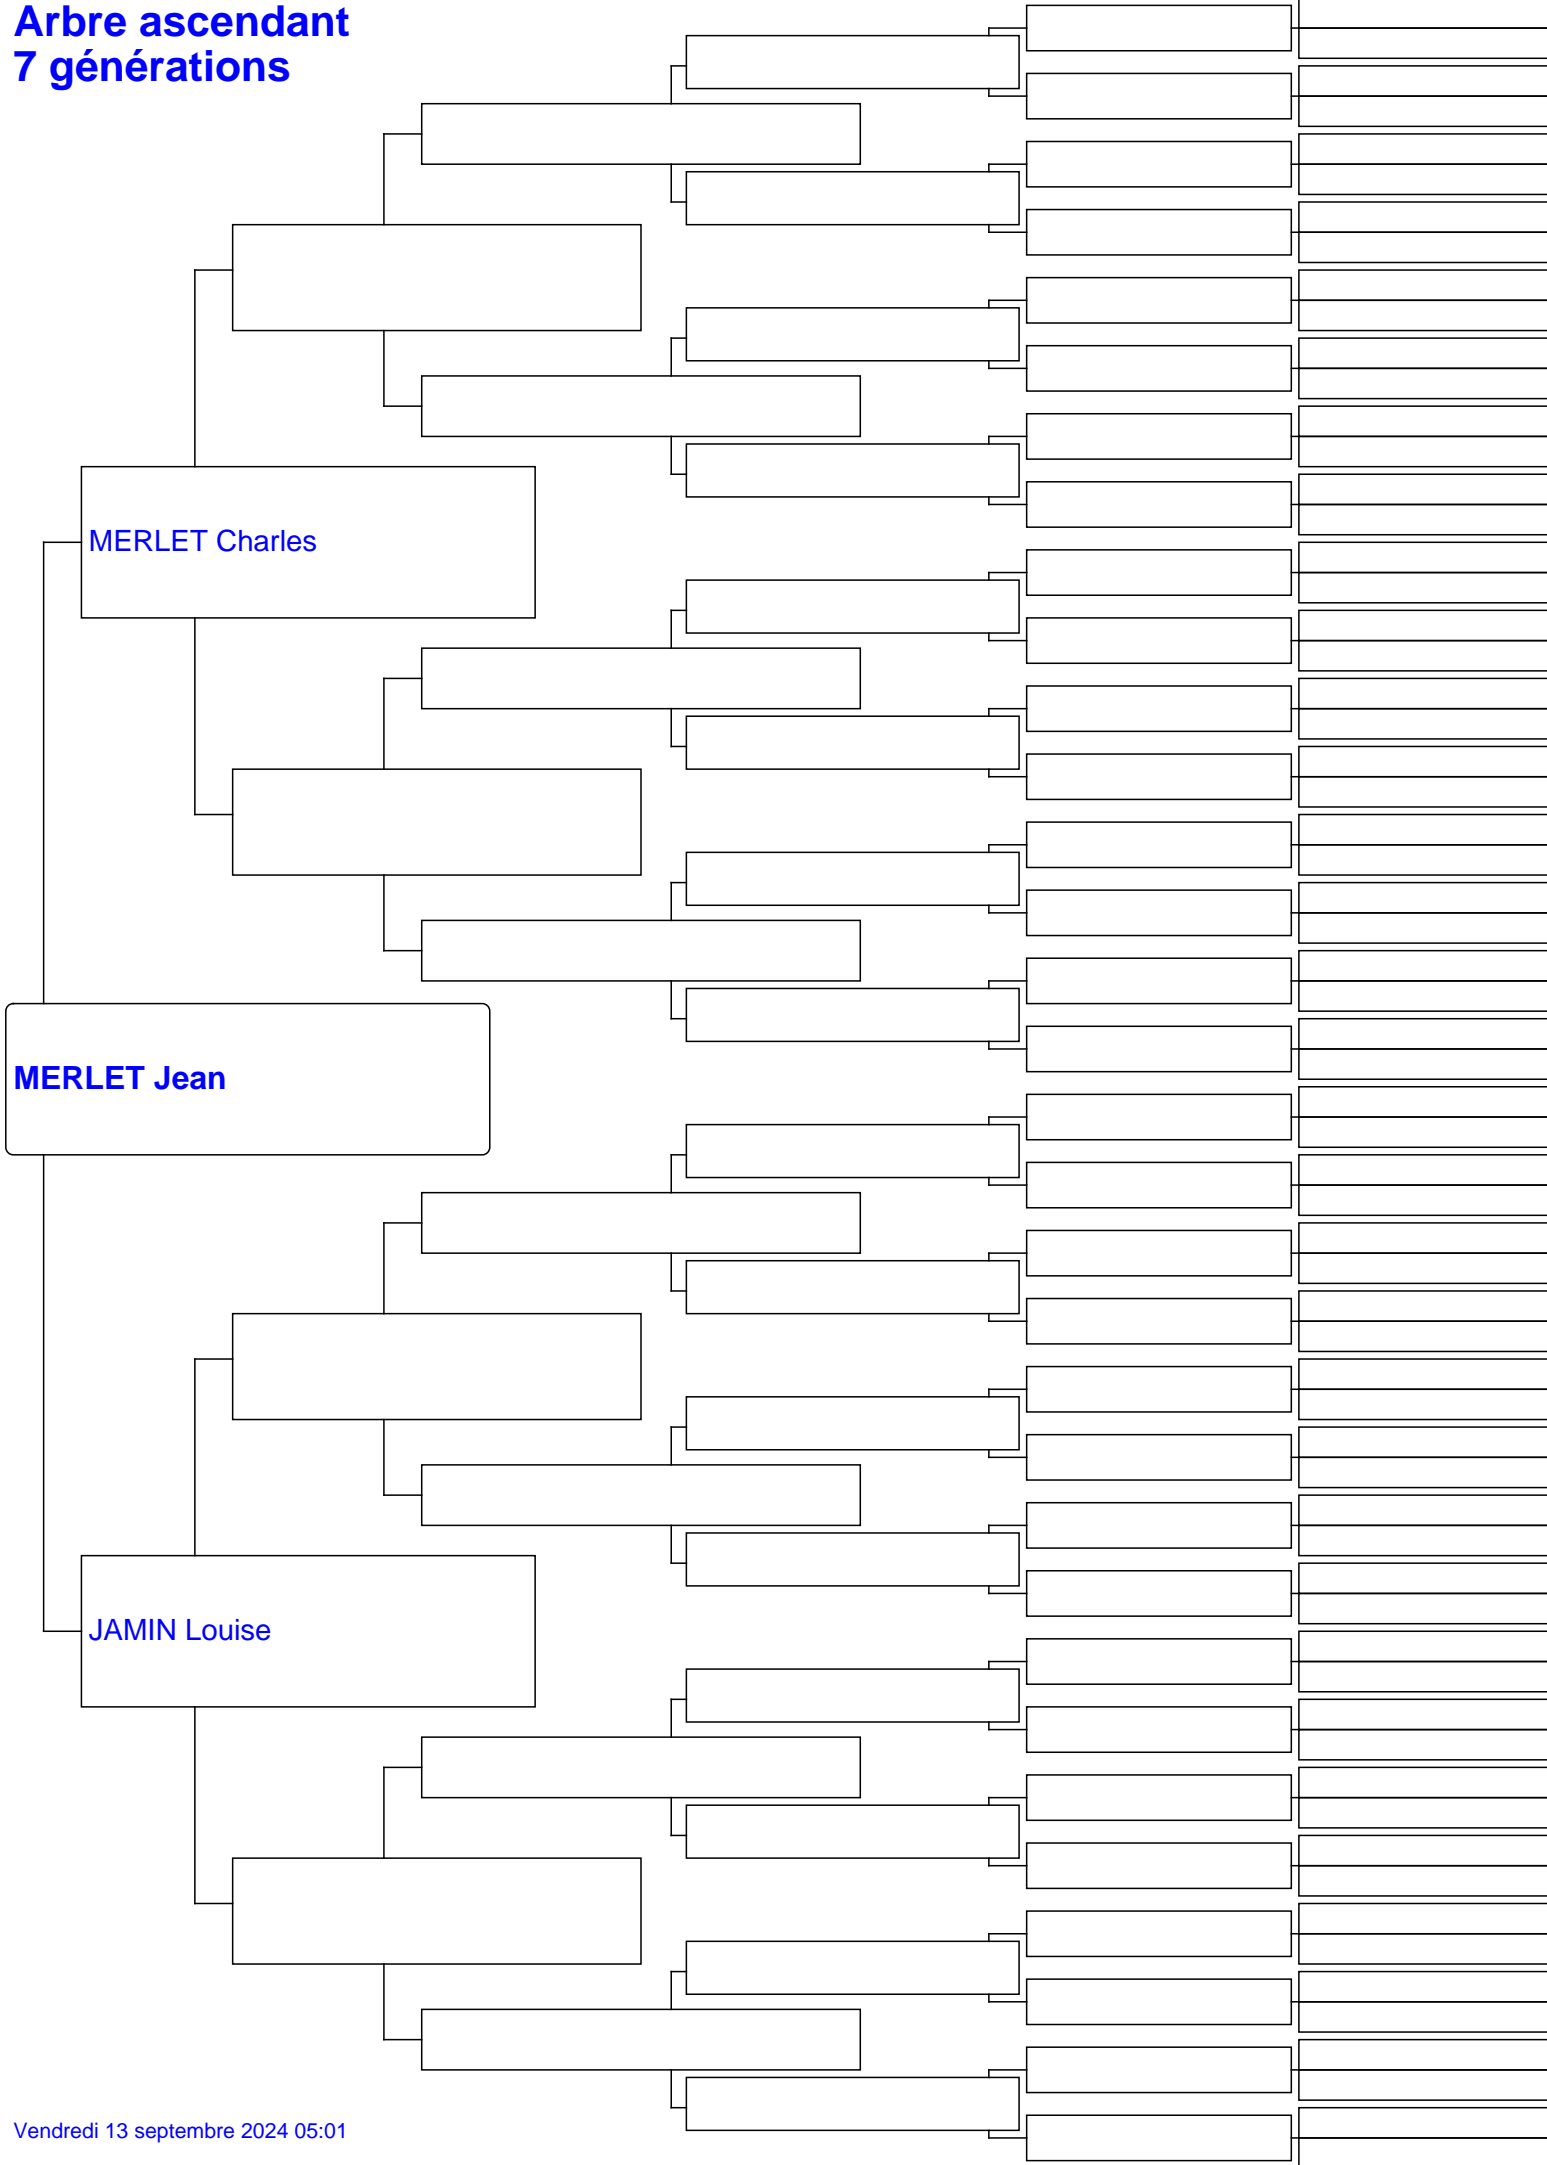 Arbre ascendant
7 générations
MERLET Charles
MERLET Jean
JAMIN Louise
Vendredi 13 septembre 2024 05:01